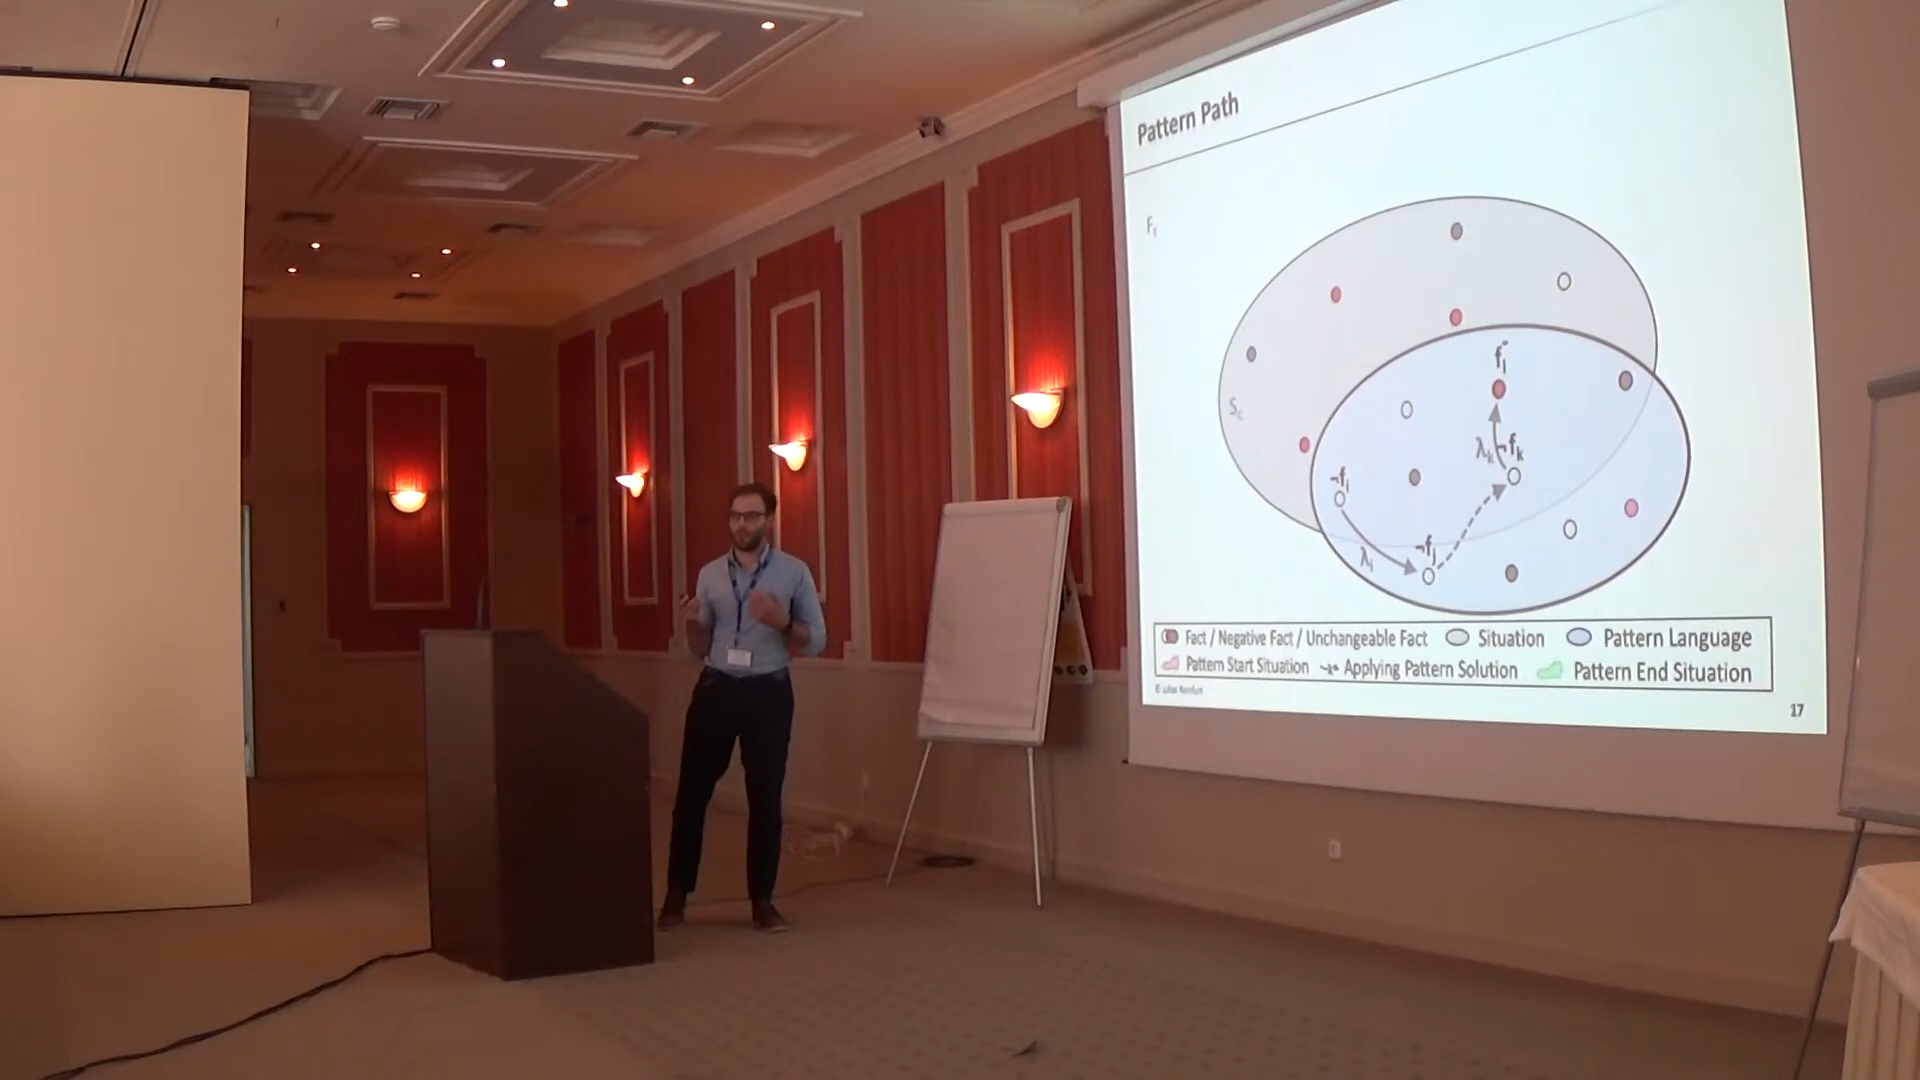 Pattern Path
F
S
f
λ ¬f
¬f
¬f
λ
Fact / Negative Fact / Unchangeable Fact Situation Pattern Language
Pattern Start Situation Applying Pattern Solution Pattern End Situation
17